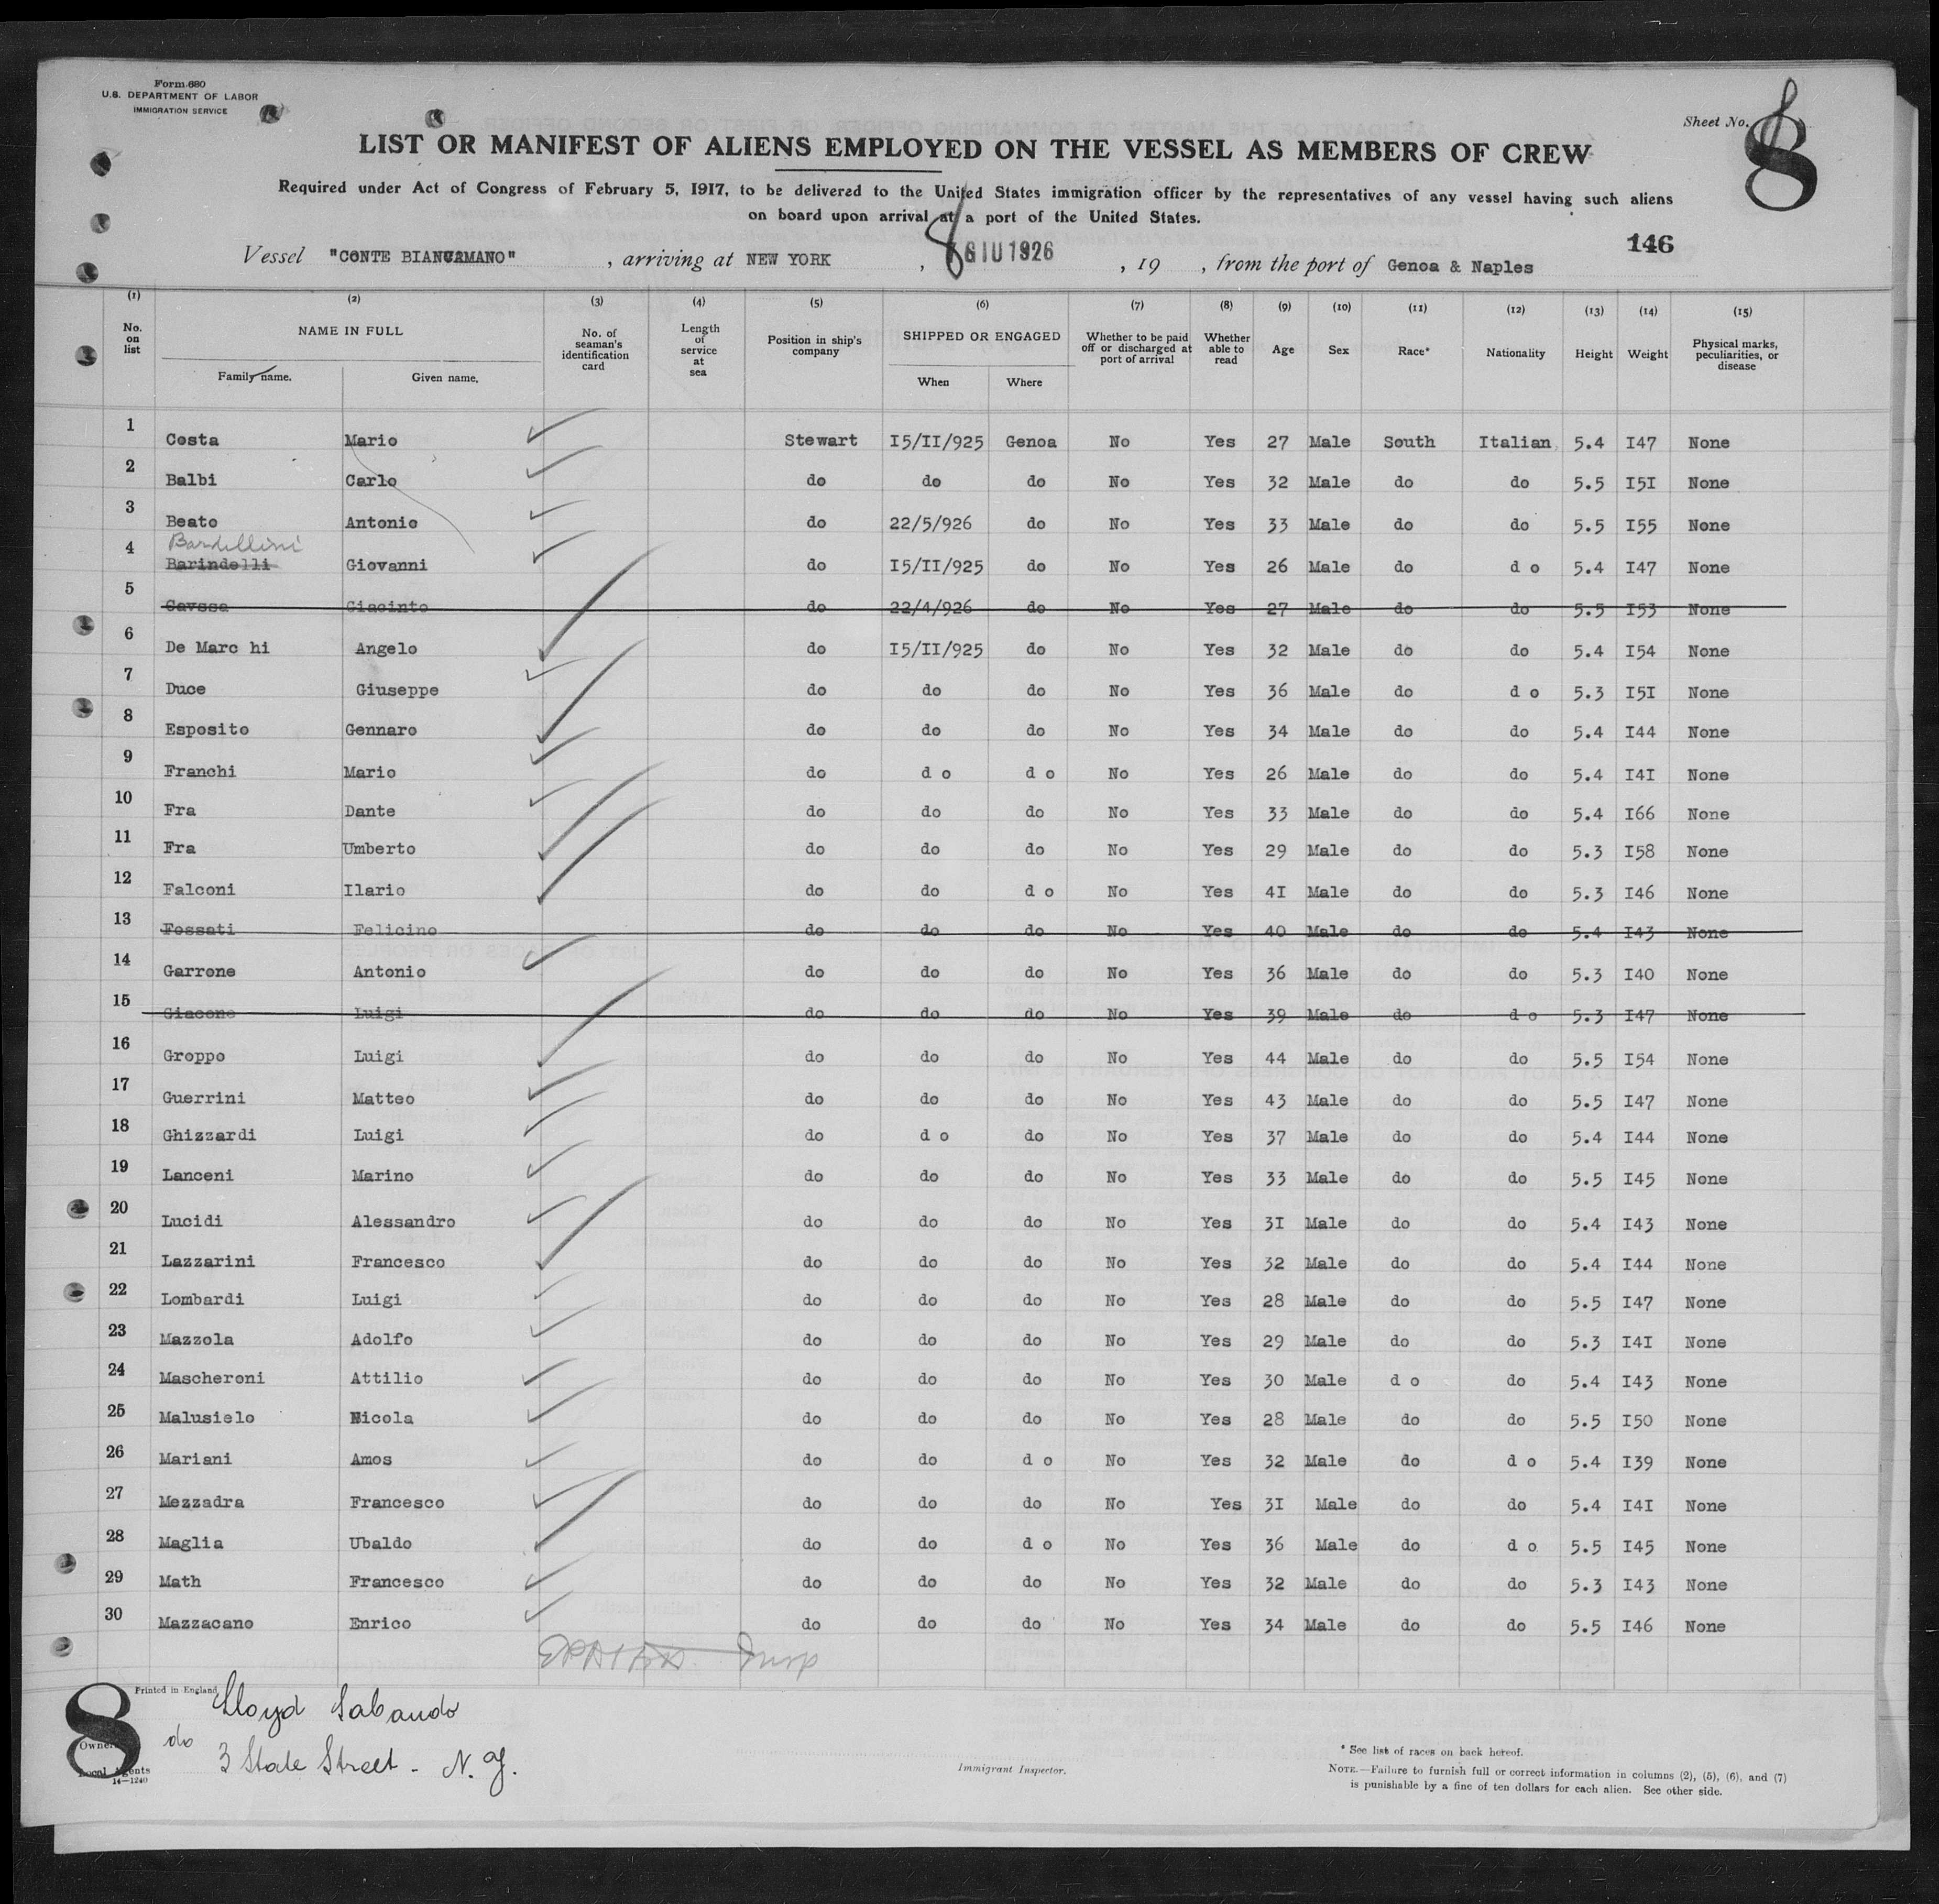 Form 680
U.S. DEPARTMENT OF LABOR
IMMIGRATION SERVICE
Sheet No. 8
LIST OR MANIFEST OF ALIENS EMPLOYED ON THE VESSEL AS MEMBERS OF CREW
Required under Act of Congress of February 5, 1917, to be delivered to the United States immigration officer by the representatives of any vessel having such aliens
on board upon arrival at a port of the United States.
146
Vessel "CONTE BIANCAMANO", arriving at NEW YORK, 8 GIU 1926, 19 , from the port of Genoa & Naples
(1) (2) (3) (4) (5) (6) (7) (8) (9) (10) (11) (12) (13) (14) (15)
No. on list NAME IN FULL Family name. Given name. No. of seaman's identification card Length of service at sea Position in ship's company SHIPPED OR ENGAGED When Where Whether to be paid off or discharged at port of arrival Whether able to read Age Sex Race* Nationality Height Weight Physical marks, peculiarities, or disease
1 Costa Mario Stewart 15/II/925 Genoa No Yes 27 Male South Italian 5.4 I47 None
2 Balbi Carlo do do do No Yes 32 Male do do 5.5 I5I None
3 Beato Antonio do 22/5/926 do No Yes 33 Male do do 5.5 I55 None
Bardellini
4 Barindelli Giovanni do I5/II/925 do No Yes 26 Male do d o 5.4 I47 None
5 Giacinto do 22/4/926 do No Yes 27 Male do do 5.5 I53 None
6 De Marc hi Angelo do I5/II/925 do No Yes 32 Male do do 5.4 I54 None
7 Duce Giuseppe do do do No Yes 36 Male do d o 5.3 I5I None
8 Esposito Gennaro do do do No Yes 34 Male do do 5.4 I44 None
9 Franchi Mario do d o d o No Yes 26 Male do do 5.4 I4I None
10 Fra Dante do do do No Yes 33 Male do do 5.4 I66 None
11 Fra Umberto do do do No Yes 29 Male do do 5.3 I58 None
12 Falconi Ilario do do d o No Yes 4I Male do do 5.3 I46 None
13 Fossati Felicino do do do No Yes 40 Male do do 5.4 I43 None
14 Garrone Antonio do do do No Yes 36 Male do do 5.3 I40 None
15 Giacone Luigi do do do No Yes 39 Male do d o 5.3 I47 None
16 Groppo Luigi do do do No Yes 44 Male do do 5.5 I54 None
17 Guerrini Matteo do do do No Yes 43 Male do do 5.5 I47 None
18 Ghizzardi Luigi do d o do No Yes 37 Male do do 5.4 I44 None
19 Lanceni Marino do do do No Yes 33 Male do do 5.5 I45 None
20 Lucidi Alessandro do do do No Yes 3I Male do do 5.4 I43 None
21 Lazzarini Francesco do do do No Yes 32 Male do do 5.4 I44 None
22 Lombardi Luigi do do do No Yes 28 Male do do 5.5 I47 None
23 Mazzola Adolfo do do do No Yes 29 Male do do 5.3 I4I None
24 Mascheroni Attilio do do do No Yes 30 Male d o do 5.4 I43 None
25 Malusielo Nicola do do do No Yes 28 Male do do 5.5 I50 None
26 Mariani Amos do do d o No Yes 32 Male do d o 5.4 I39 None
27 Mezzadra Francesco do do do No Yes 3I Male do do 5.4 I4I None
28 Maglia Ubaldo do do d o No Yes 36 Male do d o 5.5 I45 None
29 Math Francesco do do do No Yes 32 Male do do 5.3 I43 None
30 Mazzacano Enrico do do do No Yes 34 Male do do 5.5 I46 None
Insp
Printed in England
8 Lloyd Sabaudo
Owners do
Local Agents 3 State Street - N.Y.
14—1240
Immigrant Inspector.
* See list of races on back hereof.
NOTE.—Failure to furnish full or correct information in columns (2), (5), (6), and (7)
is punishable by a fine of ten dollars for each alien. See other side.